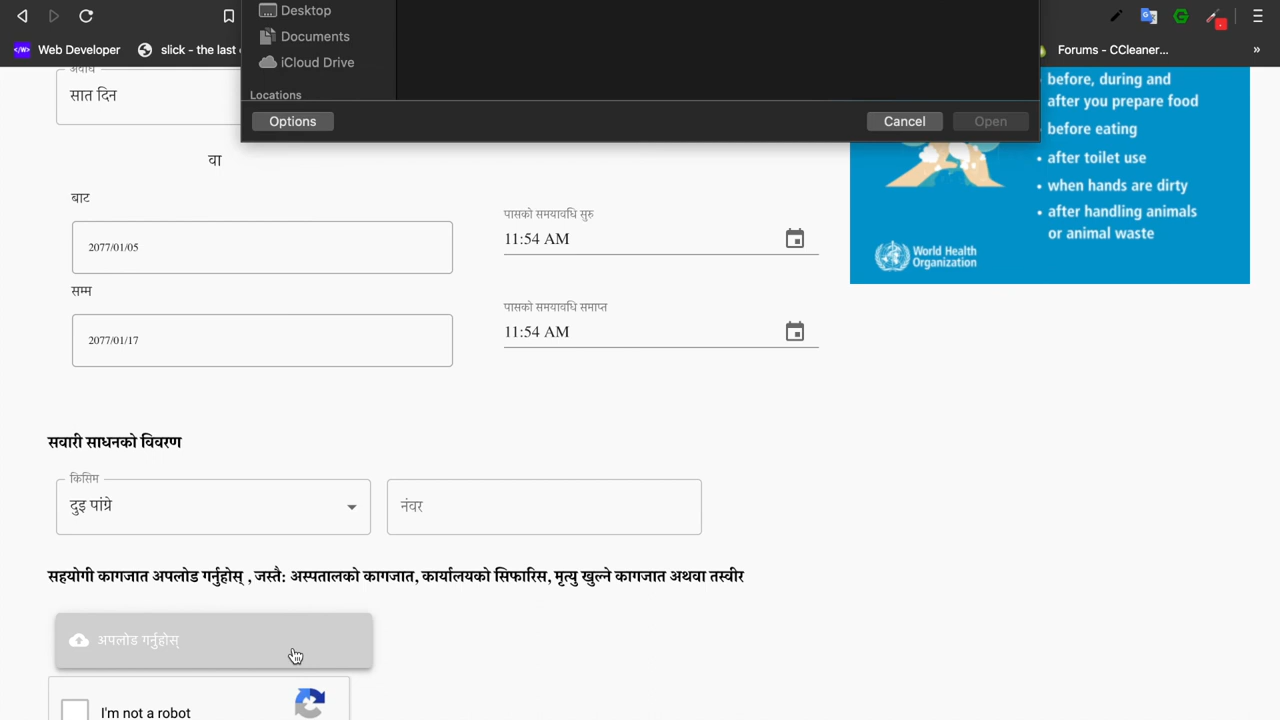 Desktop
Web Developer
slick - the last
Documents
Forums - CCleaner...
»
iCloud Drive
अवधि
सात दिन
Locations
before, during and
after you prepare food
Options
Cancel
Open
• before eating
वा
• after toilet use
• when hands are dirty
बाट
• after handling animals
or animal waste
2077/01/05
पासको समयावधि सुरु
11:54 AM
World Health
Organization
सम्म
पासको समयावधि समाप्त
2077/01/17
11:54 AM
सवारी साधनको विवरण
किसिम
दुइ पांग्रे
नंवर
सहयोगी कागजात अपलोड गर्नुहोस् , जस्तै: अस्पतालको कागजात, कार्यालयको सिफारिस, मृत्यु खुल्ने कागजात अथवा तस्वीर
अपलोड गर्नुहोस्
I'm not a robot